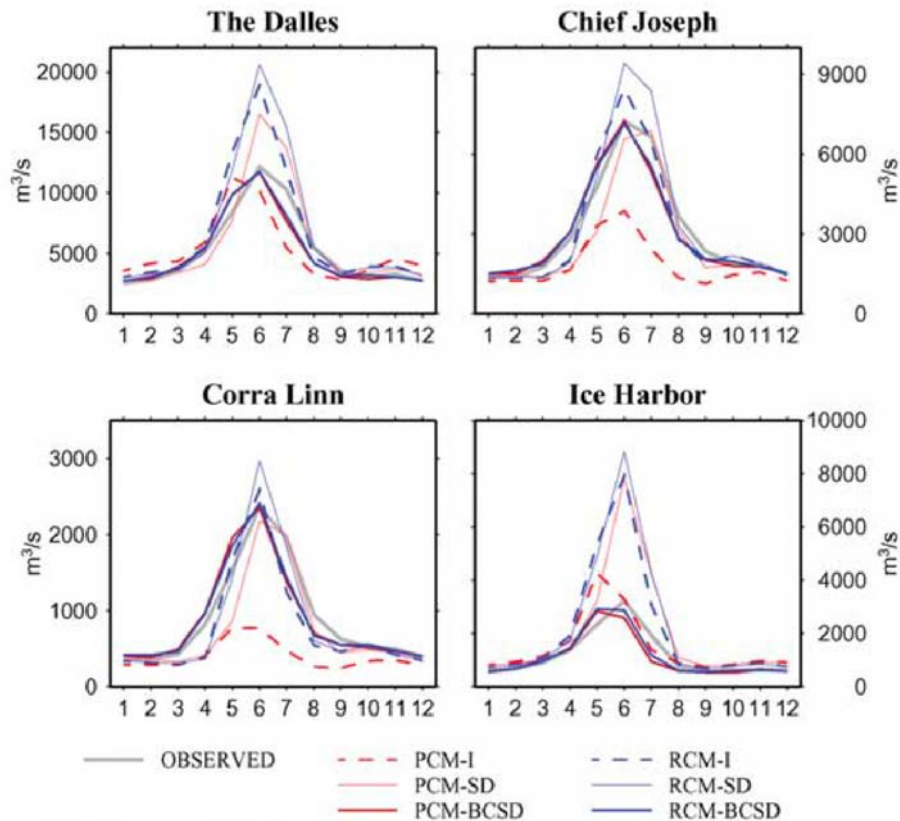 The Dalles
Chief Joseph
20000
15000
10000
5000
0
m³/s
9000
6000
3000
0
m³/s
1 2 3 4 5 6 7 8 9 10 11 12
1 2 3 4 5 6 7 8 9 10 11 12
Corra Linn
Ice Harbor
3000
2000
1000
0
m³/s
10000
8000
6000
4000
2000
0
m³/s
1 2 3 4 5 6 7 8 9 10 11 12
1 2 3 4 5 6 7 8 9 10 11 12
OBSERVED
PCM-I
RCM-I
PCM-SD
RCM-SD
PCM-BCSD
RCM-BCSD